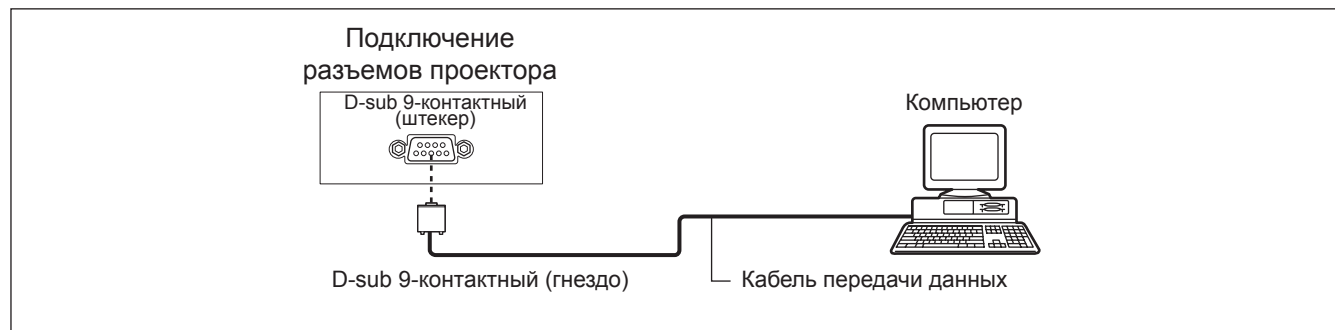 Подключение
разъемов проектора
D-sub 9-контактный
(штекер)
Компьютер
D-sub 9-контактный (гнездо)
Кабель передачи данных